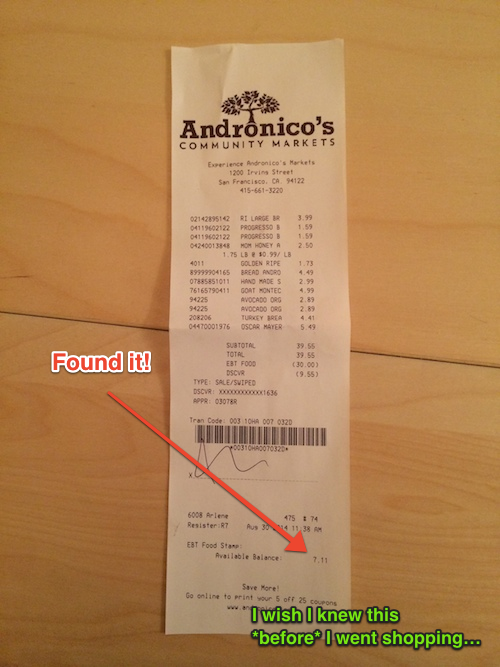 Andronico's
COMMUNITY MARKETS
Experience Andronico's Markets
1200 Irving Street
San Francisco, CA. 94122
415-661-3220
02142895142 RI LARGE BR 3.99
04119602122 PROGRESSO B 1.59
04119602122 PROGRESSO B 1.59
04240013848 MOM HONEY A 2.50
1.75 LB @ $0.99/ LB
4011 GOLDEN RIPE 1.73
89999904165 BREAD ANDRO 4.49
07885851011 HAND MADE S 2.99
76165790411 GOAT MONTEC 4.99
94225 AVOCADO ORG 2.89
94225 AVOCADO ORG 2.89
208206 TURKEY BREA 4.41
04470001976 OSCAR MAYER 5.49
SUBTOTAL 39.55
TOTAL 39.55
EBT FOOD (30.00)
DSCVR (9.55)
Found it!
TYPE: SALE/SWIPED
DSCVR: XXXXXXXXXXXX1636
APPR: 03078R
Tran Code: 003 10HA 007 0320
*00310HA0070320*
X
6008 Arlene 475 $ 74
Register:R7 Aug 30 2014 11:38 AM
EBT Food Stamp:
Available Balance: 7.11
Save More!
Go online to print your 5 off 25 coupons
I wish I knew this
*before* I went shopping...